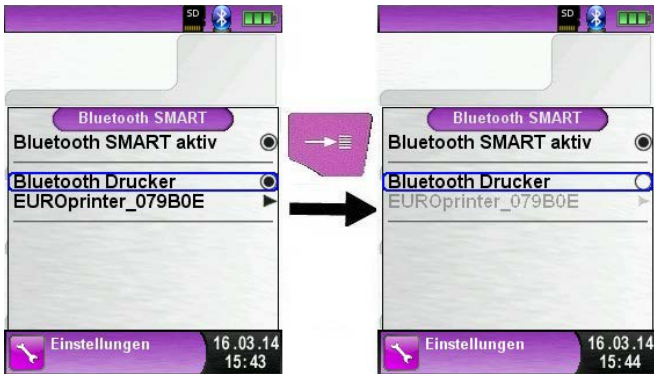 SD
Bluetooth SMART
Bluetooth SMART aktiv
Bluetooth Drucker
EUROprinter_079B0E
Einstellungen
16.03.14
15:43
SD
Bluetooth SMART
Bluetooth SMART aktiv
Bluetooth Drucker
EUROprinter_079B0E
Einstellungen
16.03.14
15:44